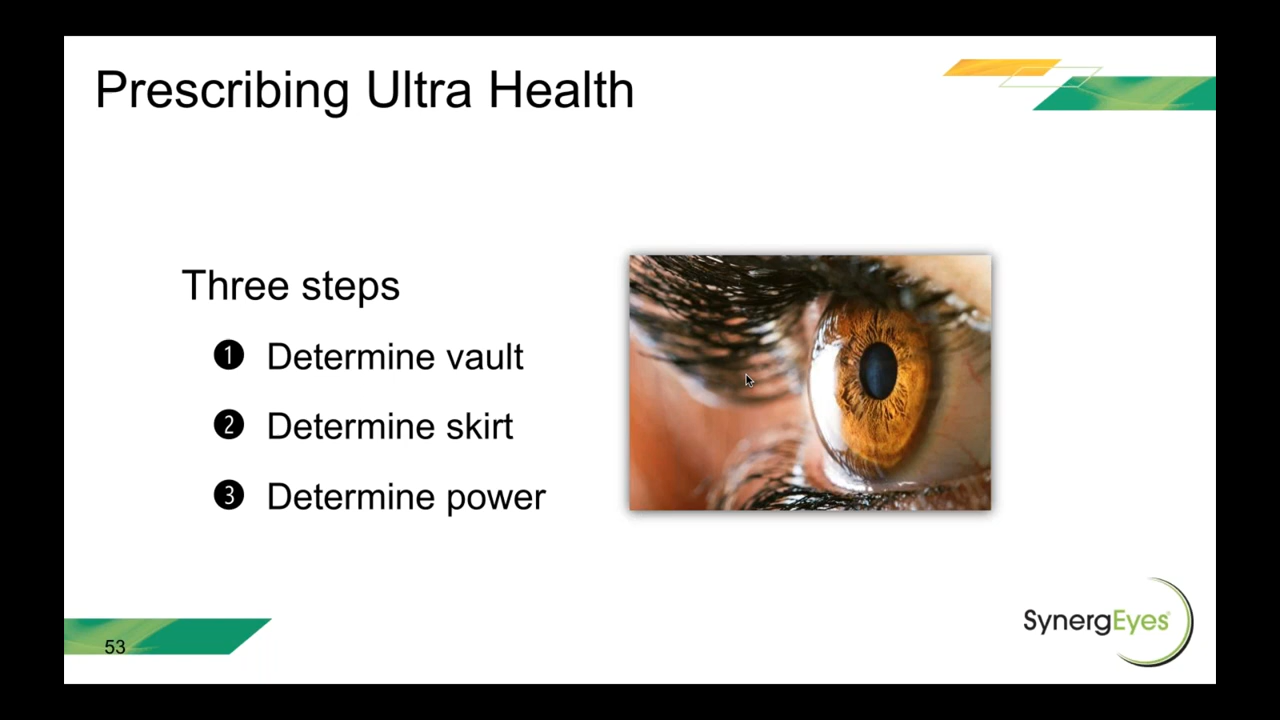 Prescribing Ultra Health
Three steps
1 Determine vault
2 Determine skirt
3 Determine power
53
SynergEyes®